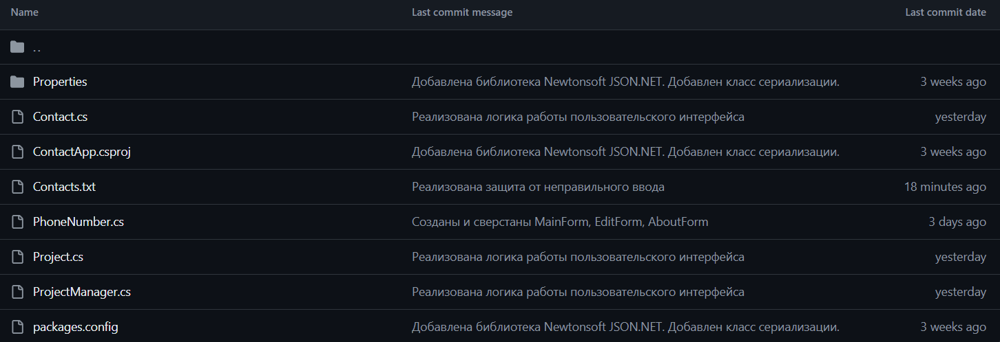 Name Last commit message Last commit date
..
Properties Добавлена библиотека Newtonsoft JSON.NET. Добавлен класс сериализации. 3 weeks ago
Contact.cs Реализована логика работы пользовательского интерфейса yesterday
ContactApp.csproj Добавлена библиотека Newtonsoft JSON.NET. Добавлен класс сериализации. 3 weeks ago
Contacts.txt Реализована защита от неправильного ввода 18 minutes ago
PhoneNumber.cs Созданы и сверстаны MainForm, EditForm, AboutForm 3 days ago
Project.cs Реализована логика работы пользовательского интерфейса yesterday
ProjectManager.cs Реализована логика работы пользовательского интерфейса yesterday
packages.config Добавлена библиотека Newtonsoft JSON.NET. Добавлен класс сериализации. 3 weeks ago